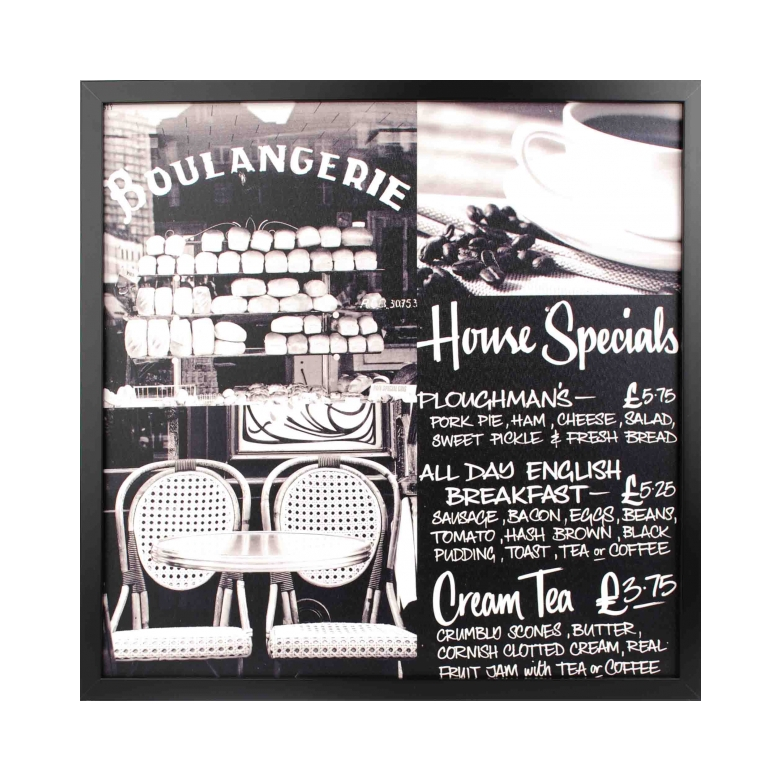 BOULANGERIE
House Specials
PLOUGHMAN'S — £5·75
PORK PIE, HAM, CHEESE, SALAD,
SWEET PICKLE & FRESH BREAD
ALL DAY ENGLISH
BREAKFAST — £5·25
SAUSAGE, BACON, EGGS, BEANS,
TOMATO, HASH BROWN, BLACK
PUDDING, TOAST, TEA or COFFEE
Cream Tea £3·75
CRUMBLY SCONES, BUTTER,
CORNISH CLOTTED CREAM, REAL
FRUIT JAM with TEA or COFFEE